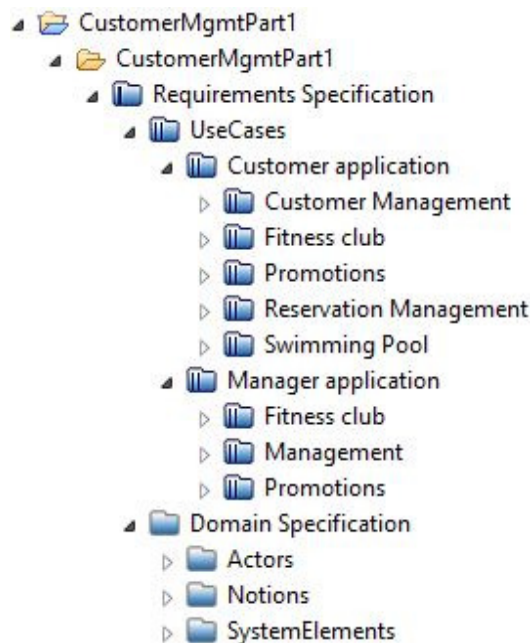 CustomerMgmtPart1
CustomerMgmtPart1
Requirements Specification
UseCases
Customer application
Customer Management
Fitness club
Promotions
Reservation Management
Swimming Pool
Manager application
Fitness club
Management
Promotions
Domain Specification
Actors
Notions
SystemElements